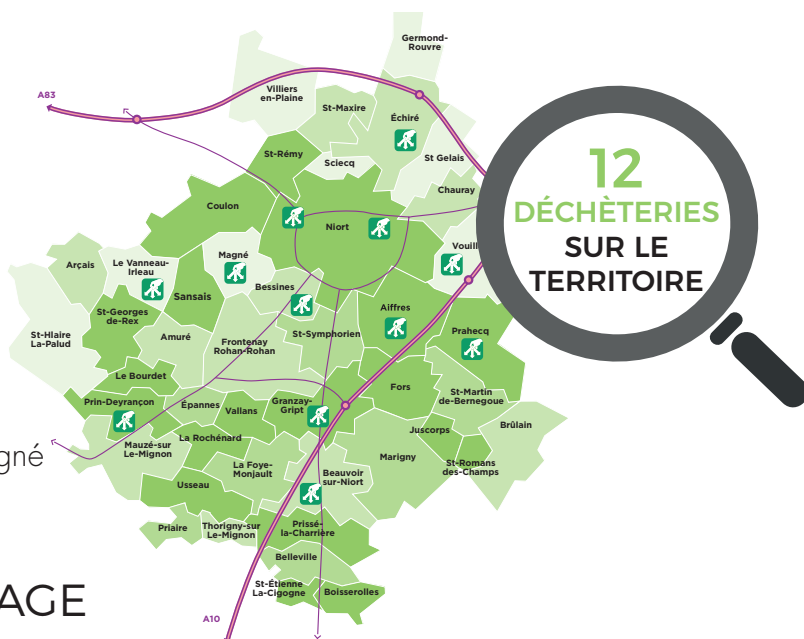 Germond-
Rouvre
A83
Villiers
en-Plaine
St-Maxire
Échiré
St-Rémy
Sciecq
St Gelais
Chauray
Coulon
Niort
Vouill
12
DÉCHÈTERIES
SUR LE
TERRITOIRE
Arçais
Le Vanneau-
Irleau
Magné
Bessines
Sansais
St-Georges
de-Rex
Aiffres
St-Hlaire
La-Palud
Amuré
Frontenay
Rohan-Rohan
St-Symphorien
Prahecq
Le Bourdet
Fors
St-Martin
de-Bernegoue
Prin-Deyrançon
Épannes
Vallans
Granzay-
Gript
Brûlain
Juscorps
Mauzé-sur
Le-Mignon
La Rochénard
gné
Marigny
St-Romans
des-Champs
La Foye-
Monjault
Beauvoir
sur-Niort
Usseau
Priaire
Thorigny-sur
Le-Mignon
Prissé-
la-Charrière
Belleville
St-Étienne
La-Cigogne
Boisserolles
AGE
A10